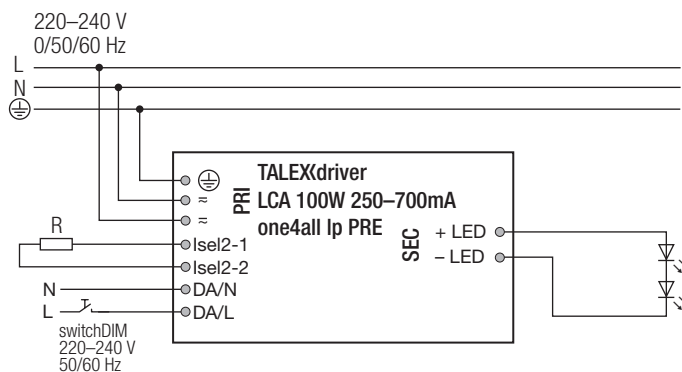 220–240 V
0/50/60 Hz
L
N
TALEXXdriver
LCA 100W 250–700mA
one4all lp PRE
PRI
≈
≈
SEC
+ LED
– LED
R
Isel2-1
Isel2-2
N
DA/N
L
DA/L
switchDIM
220–240 V
50/60 Hz